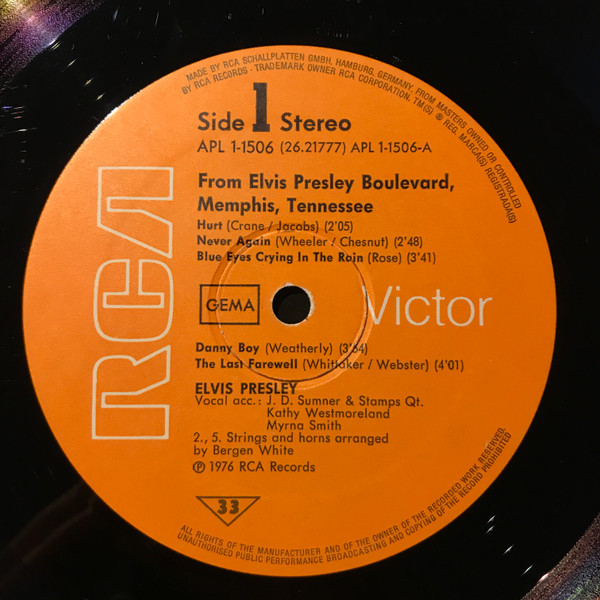 MADE BY RCA SCHALLPLATTEN GMBH, HAMBURG, GERMANY, FROM MASTERS OWNED OR CONTROLLED
BY RCA RECORDS · TRADEMARK OWNER RCA CORPORATION, TM(S) ® REG. MARCA(S) REGISTRADA(S)
Side 1 Stereo
APL 1-1506 (26.21777) APL 1-1506-A
From Elvis Presley Boulevard,
Memphis, Tennessee
Hurt (Crane / Jacobs) (2'05)
Never Again (Wheeler / Chesnut) (2'48)
Blue Eyes Crying In The Rain (Rose) (3'41)
RCA
GEMA
Victor
Danny Boy (Weatherly) (3'54)
The Last Farewell (Whittaker / Webster) (4'01)
ELVIS PRESLEY
Vocal acc.: J. D. Sumner & Stamps Qt.
Kathy Westmoreland
Myrna Smith
2., 5. Strings and horns arranged
by Bergen White
℗ 1976 RCA Records
33
ALL RIGHTS OF THE MANUFACTURER AND OF THE OWNER OF THE RECORDED WORK RESERVED.
UNAUTHORISED PUBLIC PERFORMANCE BROADCASTING AND COPYING OF THE RECORD PROHIBITED